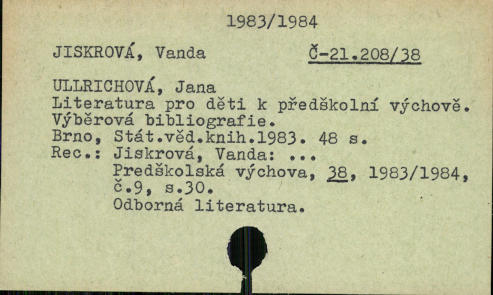 1983/1984
JISKROVÁ, Vanda Č-21.208/38
ULLRICHOVÁ, Jana
Literatura pro děti k předškolní výchově.
Výběrová bibliografie.
Brno, Stát.věd.knih.1983. 48 s.
Rec.: Jiskrová, Vanda: ...
Predškolská výchova, 38, 1983/1984,
č.9, s.30.
Odborná literatura.